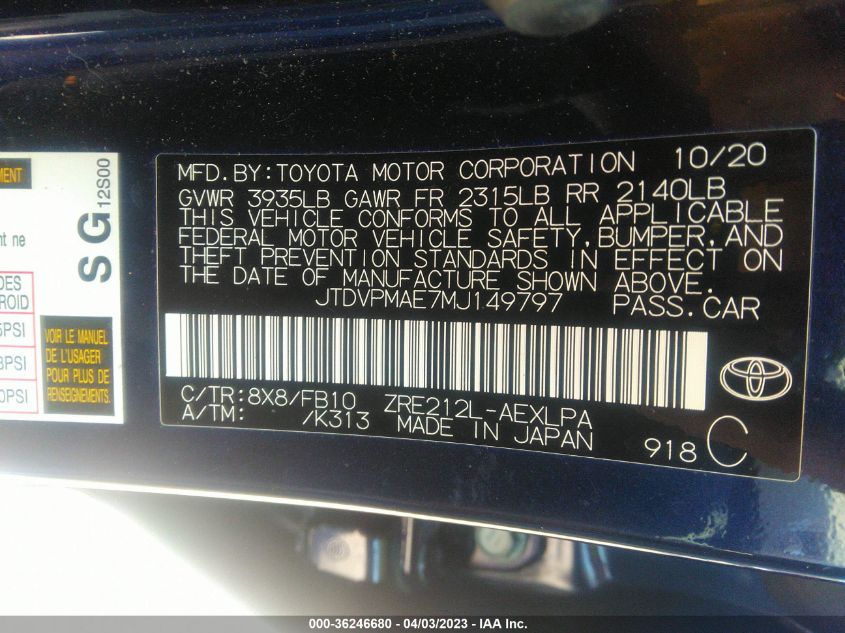 MFD. BY: TOYOTA MOTOR CORPORATION 10/20
GVWR 3935LB GAWR FR 2315LB RR 2140LB
THIS VEHICLE CONFORMS TO ALL APPLICABLE
FEDERAL MOTOR VEHICLE SAFETY, BUMPER, AND
THEFT PREVENTION STANDARDS IN EFFECT ON
THE DATE OF MANUFACTURE SHOWN ABOVE.
JTDVPMAE7MJ149797 PASS. CAR
C/TR: 8X8/FB10 ZRE212L-AEXLPA
A/TM: /K313 MADE IN JAPAN
918 C
SG 12S00
VOIR LE MANUEL
DE L'USAGER
POUR PLUS DE
RENSEIGNEMENTS
PSI
PSI
PSI
000-36246680 - 04/03/2023 - IAA Inc.